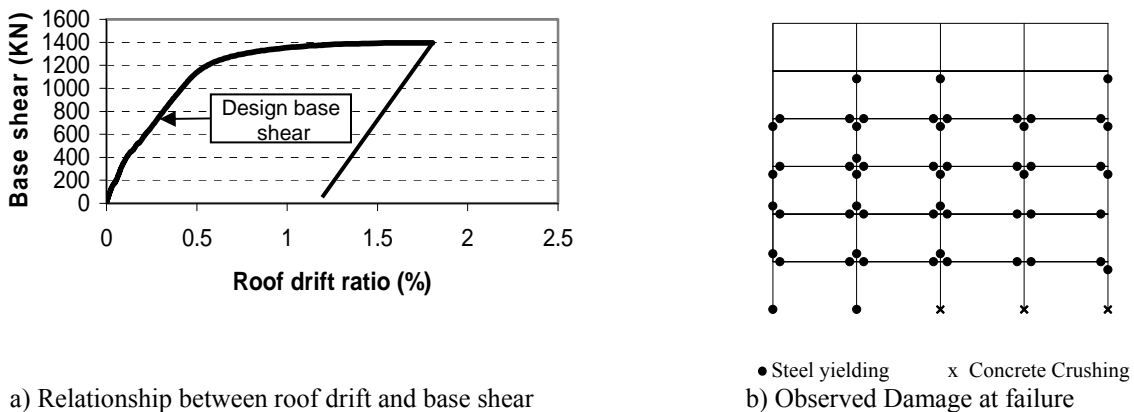 Base shear (KN)
1600
1400
1200
1000
800
600
400
200
0
Design base
shear
0 0.5 1 1.5 2 2.5
Roof drift ratio (%)
● Steel yielding x Concrete Crushing
a) Relationship between roof drift and base shear
b) Observed Damage at failure